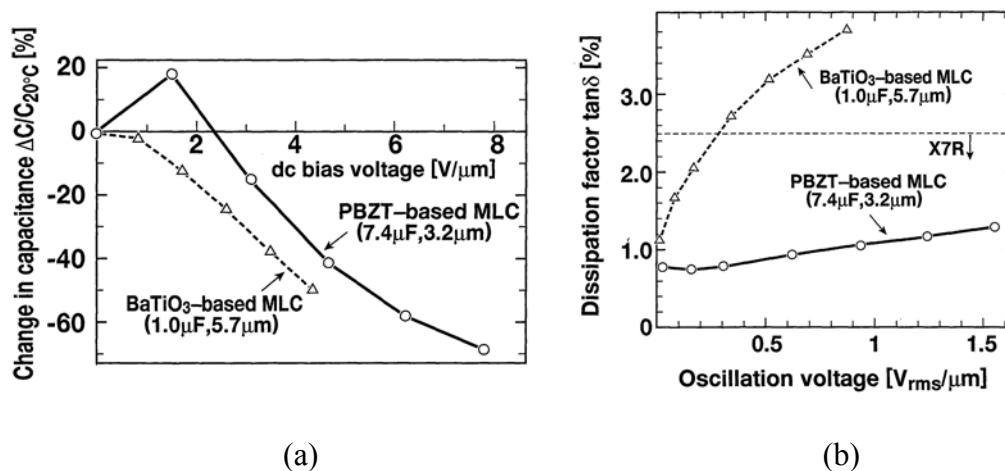 Change in capacitance ΔC/C20°C [%]
20
0
-20
-40
-60
0
2
4
6
8
dc bias voltage [V/μm]
PBZT–based MLC
(7.4μF,3.2μm)
BaTiO3–based MLC
(1.0μF,5.7μm)
(a)
Dissipation factor tanδ [%]
3.0
2.0
1.0
0
BaTiO3–based MLC
(1.0μF,5.7μm)
X7R
PBZT–based MLC
(7.4μF,3.2μm)
0.5
1
1.5
Oscillation voltage [Vrms/μm]
(b)